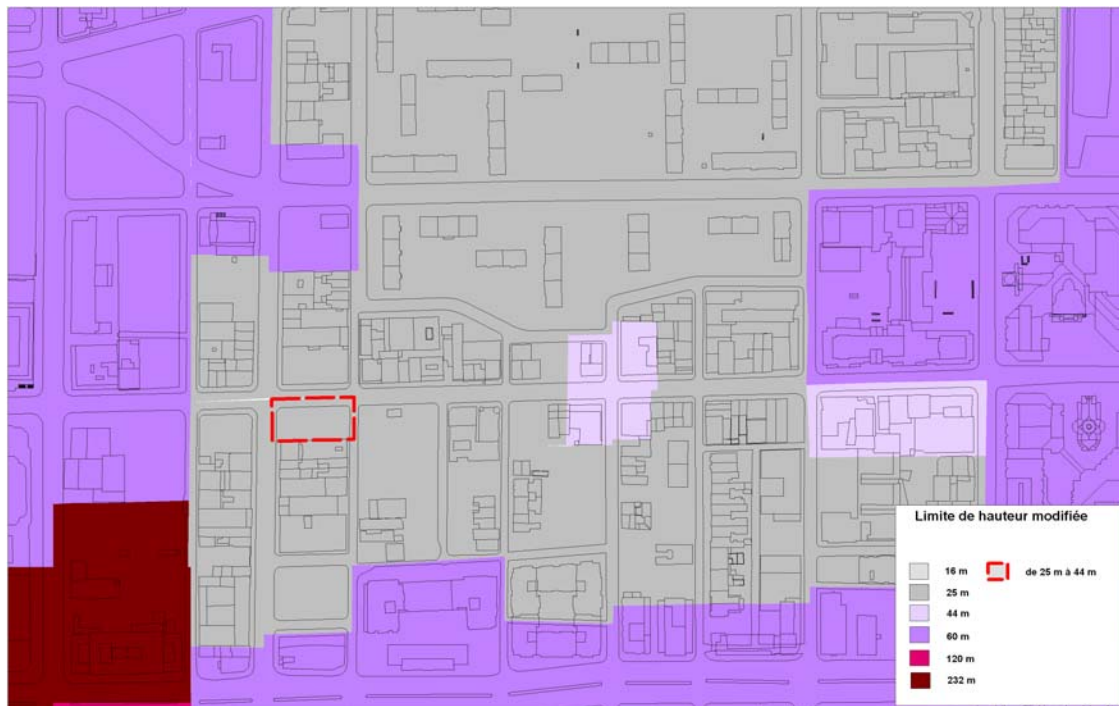 Limite de hauteur modifiée
16 m
de 25 m à 44 m
25 m
44 m
60 m
120 m
232 m